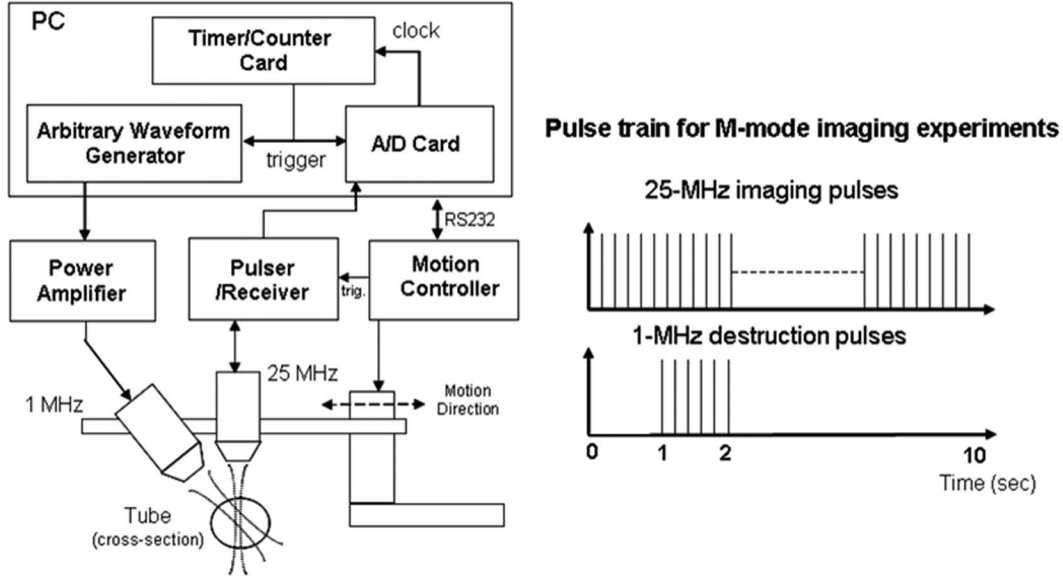 PC
Timer/Counter
Card
clock
Arbitrary Waveform
Generator
trigger
A/D Card
RS232
Power
Amplifier
Pulser
/Receiver
trig.
Motion
Controller
1 MHz
25 MHz
Motion
Direction
Tube
(cross-section)
Pulse train for M-mode imaging experiments
25-MHz imaging pulses
1-MHz destruction pulses
0
1
2
10
Time (sec)